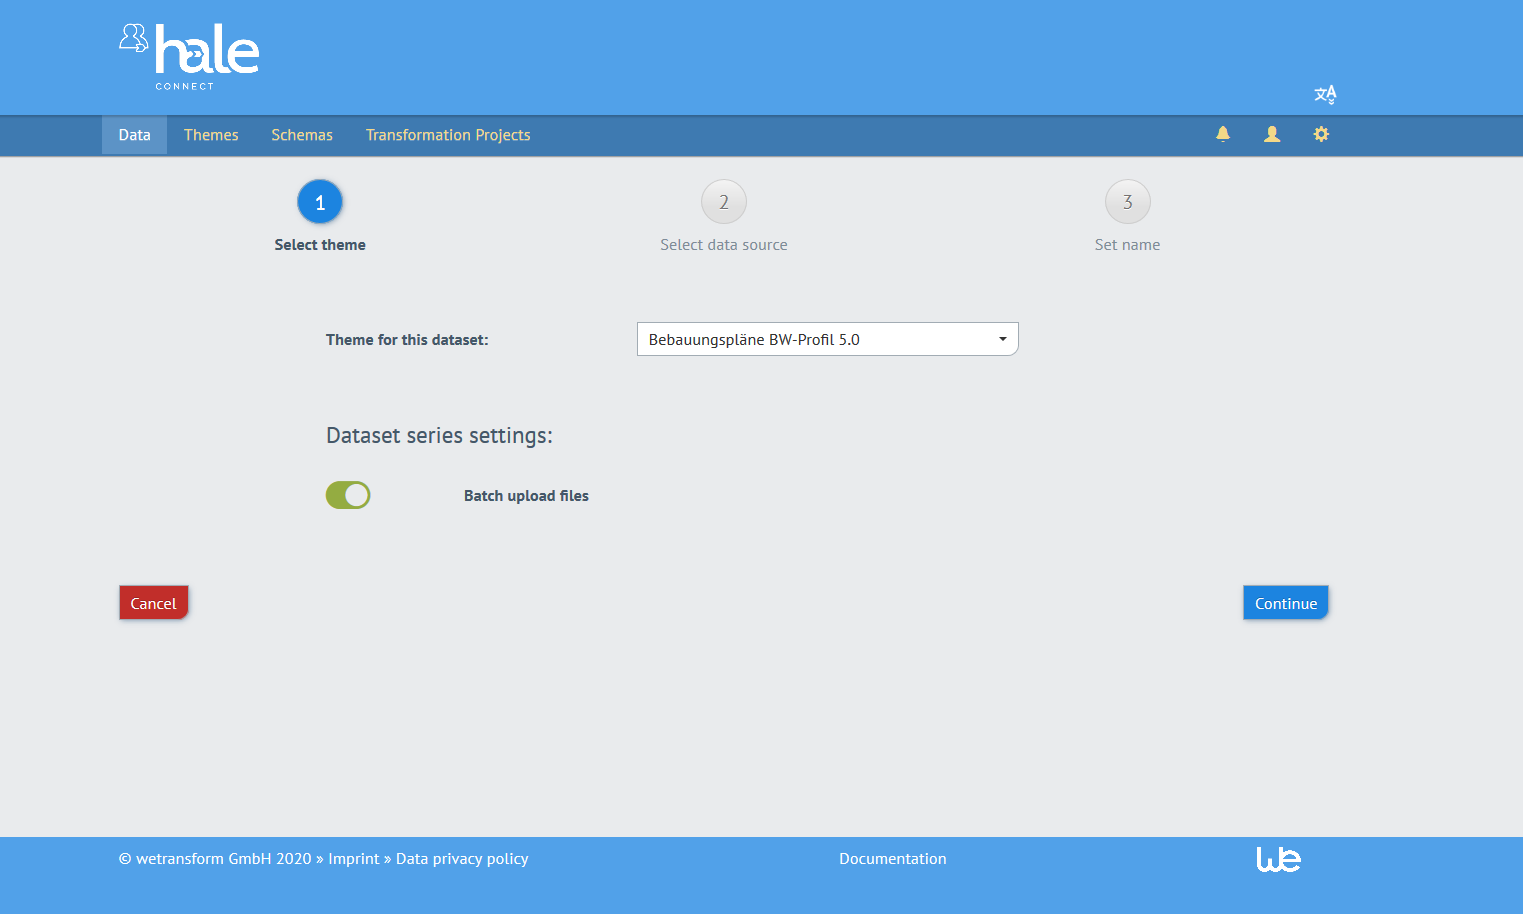 hale
CONNECT
文A
Data Themes Schemas Transformation Projects
1 2 3
Select theme Select data source Set name
Theme for this dataset: Bebauungspläne BW-Profil 5.0
Dataset series settings:
Batch upload files
Cancel Continue
© wetransform GmbH 2020 » Imprint » Data privacy policy Documentation we